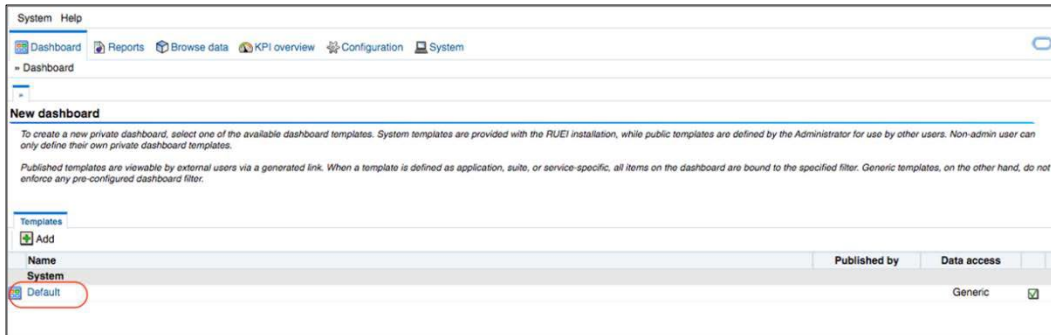 System Help
Dashboard Reports Browse data KPI overview Configuration System
» Dashboard
»
New dashboard
To create a new private dashboard, select one of the available dashboard templates. System templates are provided with the RUEI installation, while public templates are defined by the Administrator for use by other users. Non-admin user can
only define their own private dashboard templates.
Published templates are viewable by external users via a generated link. When a template is defined as application, suite, or service-specific, all items on the dashboard are bound to the specified filter. Generic templates, on the other hand, do not
enforce any pre-configured dashboard filter.
Templates
Add
Name Published by Data access
System
Default Generic